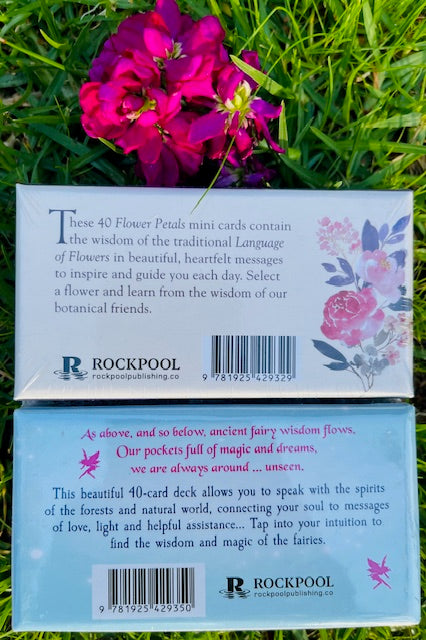 These 40 Flower Petals mini cards contain
the wisdom of the traditional Language
of Flowers in beautiful, heartfelt messages
to inspire and guide you each day. Select
a flower and learn from the wisdom of our
botanical friends.
R ROCKPOOL
rockpoolpublishing.co
9 781925 429329
As above, and so below, ancient fairy wisdom flows.
Our pockets full of magic and dreams,
we are always around ... unseen.
This beautiful 40-card deck allows you to speak with the spirits
of the forests and natural world, connecting your soul to messages
of love, light and helpful assistance... Tap into your intuition to
find the wisdom and magic of the fairies.
9 781925 429350
R ROCKPOOL
rockpoolpublishing.co